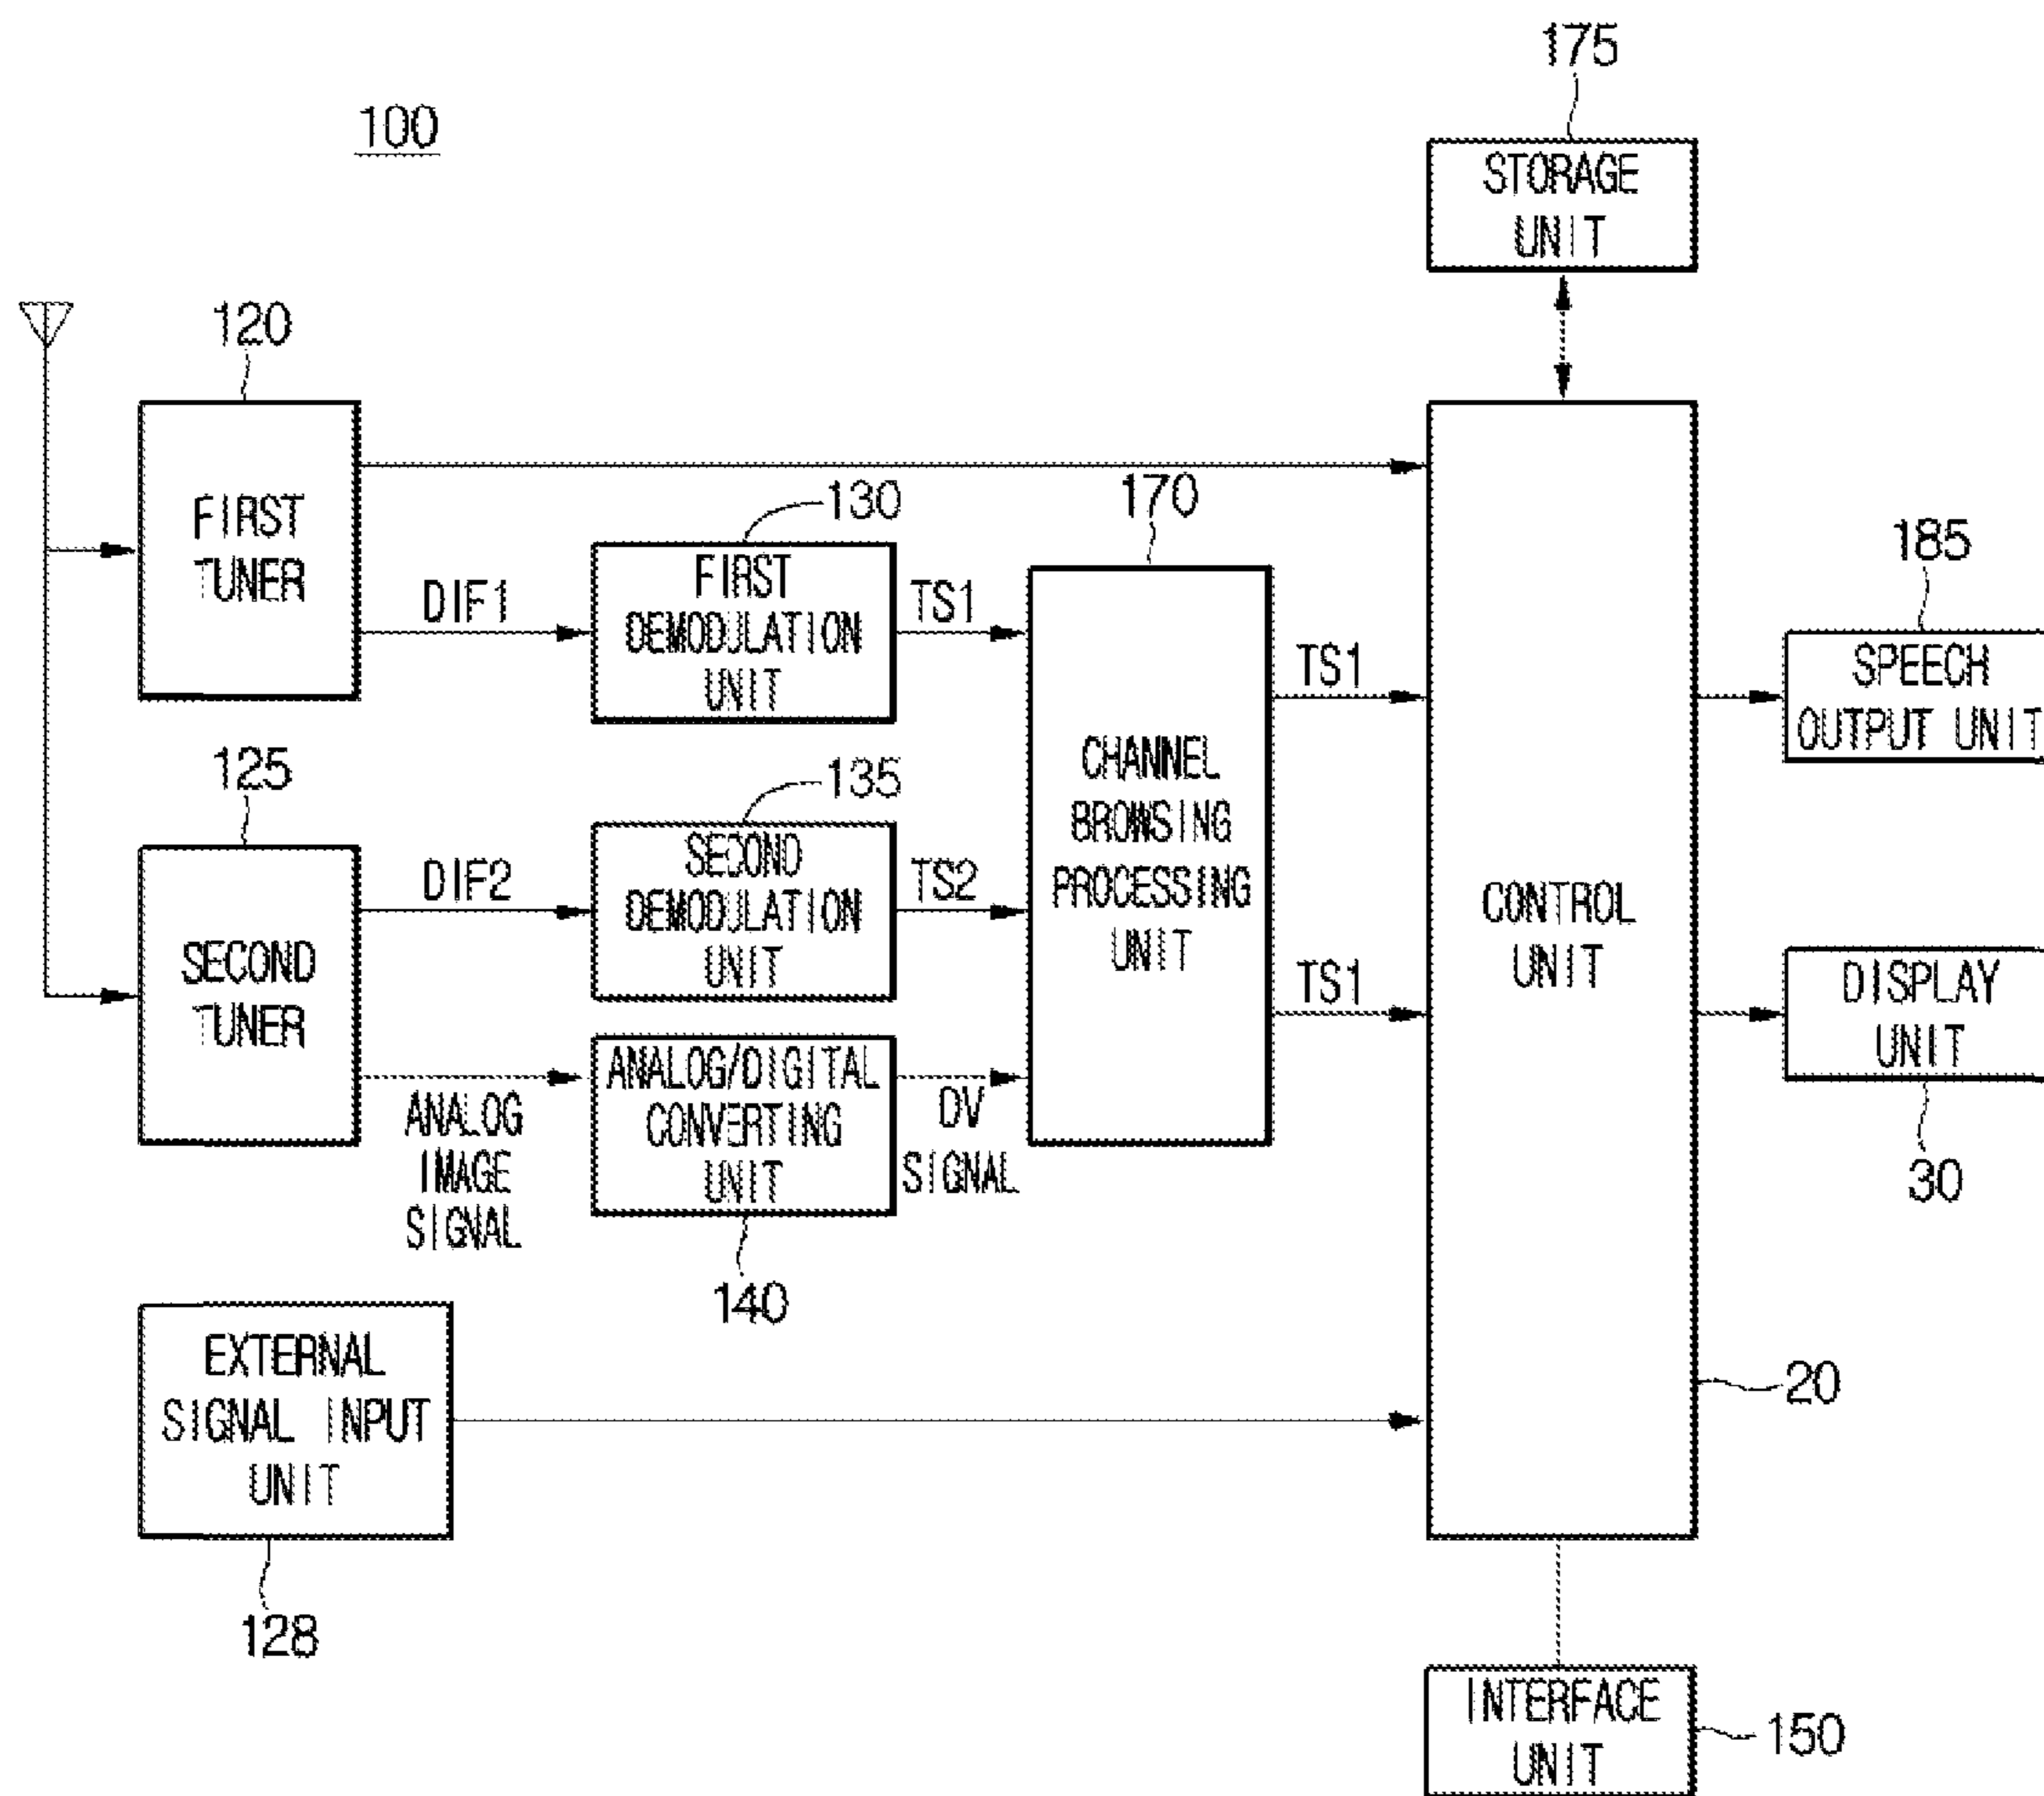 100
175
STORAGE
UNIT
120
FIRST
TUNER
DIF1
130
FIRST
DEMODULATION
UNIT
TS1
170
CHANNEL
BROWSING
PROCESSING
UNIT
TS1
TS1
CONTROL
UNIT
185
SPEECH
OUTPUT UNIT
125
SECOND
TUNER
DIF2
135
SECOND
DEMODULATION
UNIT
TS2
DISPLAY
UNIT
30
ANALOG
IMAGE
SIGNAL
ANALOG/DIGITAL
CONVERTING
UNIT
140
DV
SIGNAL
EXTERNAL
SIGNAL INPUT
UNIT
128
20
INTERFACE
UNIT
150